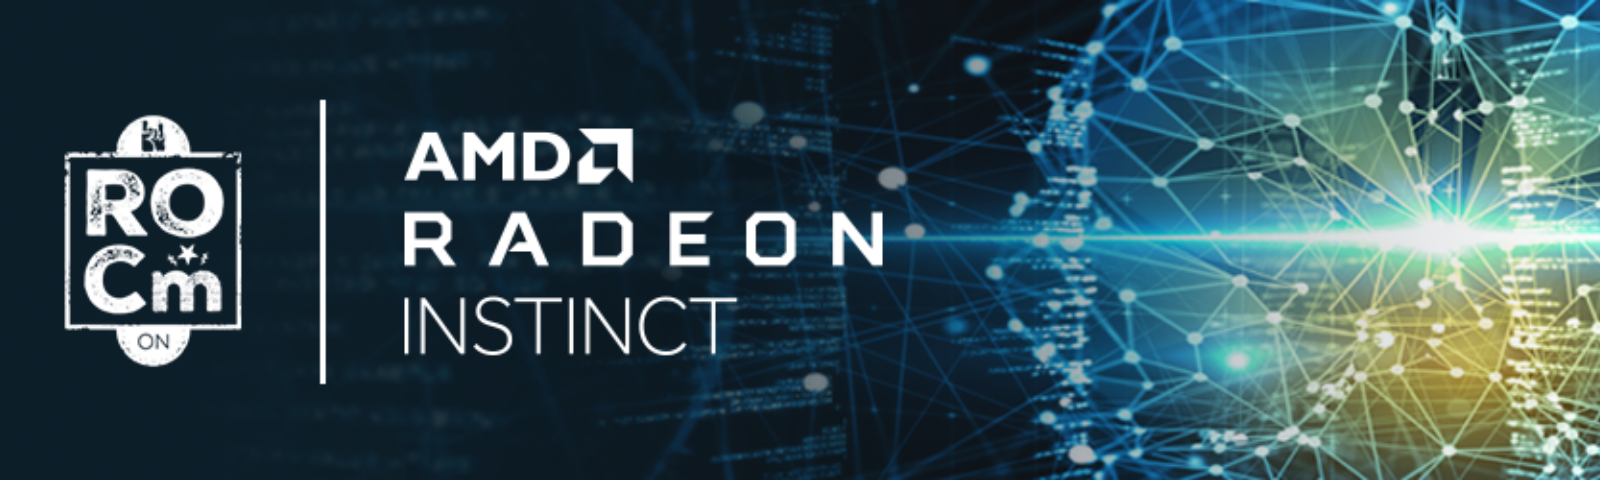 RO
Cm
ON
AMD
RADEON
INSTINCT